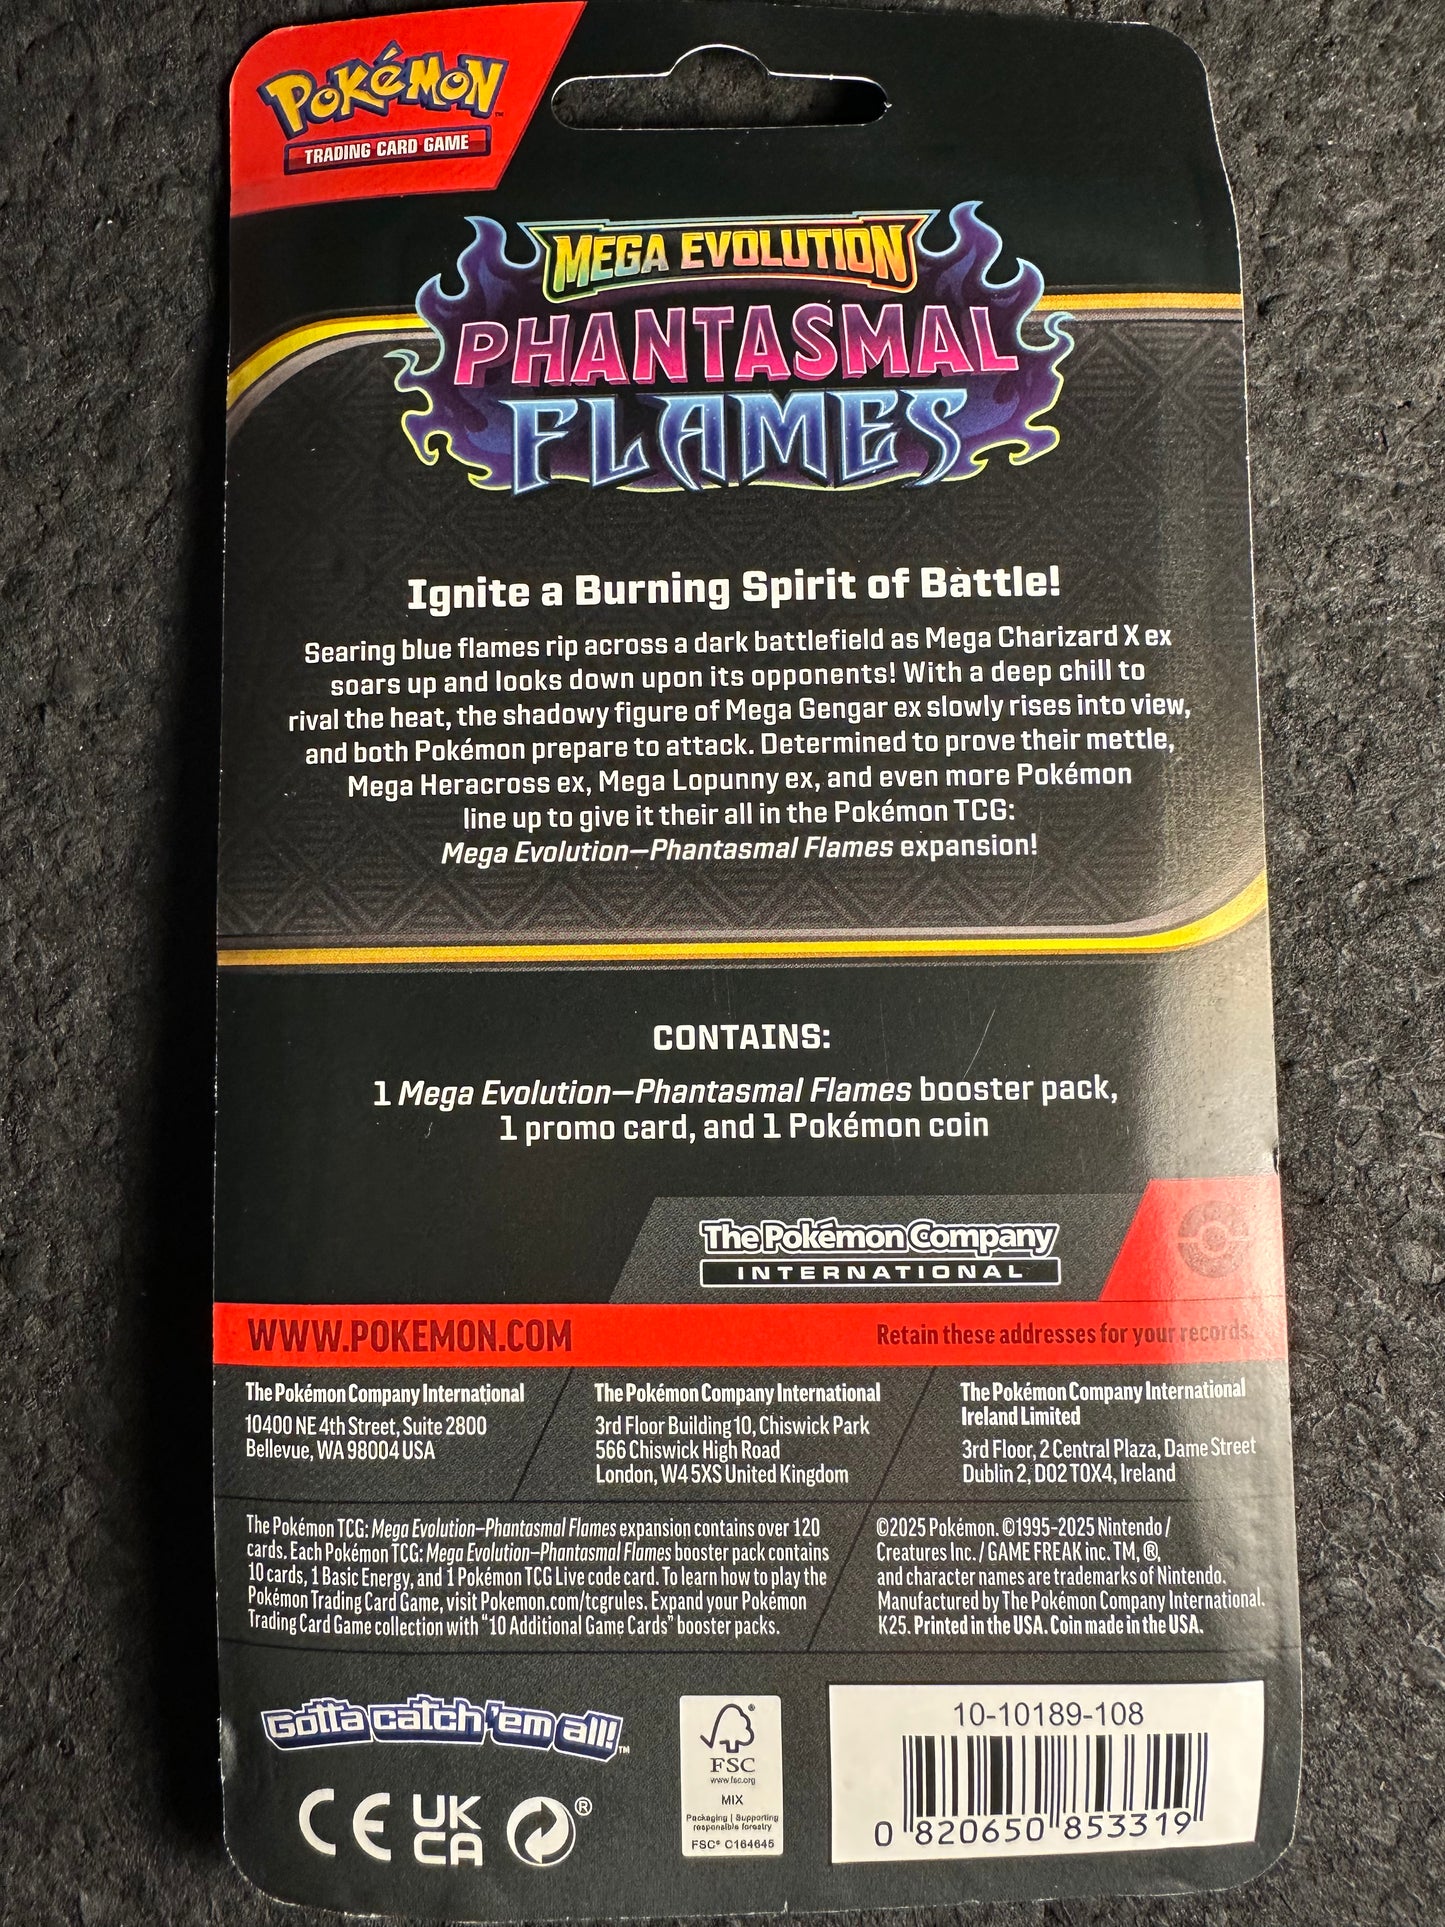 POKéMON
TRADING CARD GAME
MEGA EVOLUTION
PHANTASMAL
FLAMES
Ignite a Burning Spirit of Battle!
Searing blue flames rip across a dark battlefield as Mega Charizard X ex
soars up and looks down upon its opponents! With a deep chill to
rival the heat, the shadowy figure of Mega Gengar ex slowly rises into view,
and both Pokémon prepare to attack. Determined to prove their mettle,
Mega Heracross ex, Mega Lopunny ex, and even more Pokémon
line up to give it their all in the Pokémon TCG:
Mega Evolution—Phantasmal Flames expansion!
CONTAINS:
1 Mega Evolution—Phantasmal Flames booster pack,
1 promo card, and 1 Pokémon coin
The Pokémon Company
INTERNATIONAL
WWW.POKEMON.COM
Retain these addresses for your records.
The Pokémon Company International
10400 NE 4th Street, Suite 2800
Bellevue, WA 98004 USA
The Pokémon Company International
3rd Floor Building 10, Chiswick Park
566 Chiswick High Road
London, W4 5XS United Kingdom
The Pokémon Company International
Ireland Limited
3rd Floor, 2 Central Plaza, Dame Street
Dublin 2, D02 T0X4, Ireland
The Pokémon TCG: Mega Evolution—Phantasmal Flames expansion contains over 120
cards. Each Pokémon TCG: Mega Evolution—Phantasmal Flames booster pack contains
10 cards, 1 Basic Energy, and 1 Pokémon TCG Live code card. To learn how to play the
Pokémon Trading Card Game, visit Pokemon.com/tcgrules. Expand your Pokémon
Trading Card Game collection with "10 Additional Game Cards" booster packs.
©2025 Pokémon. ©1995–2025 Nintendo /
Creatures Inc. / GAME FREAK inc. TM, ®,
and character names are trademarks of Nintendo.
Manufactured by The Pokémon Company International.
K25. Printed in the USA. Coin made in the USA.
Gotta catch 'em all!™
CE
UK
CA
®
FSC
www.fsc.org
MIX
Packaging | Supporting
responsible forestry
FSC® C164645
10-10189-108
0 820650 853319